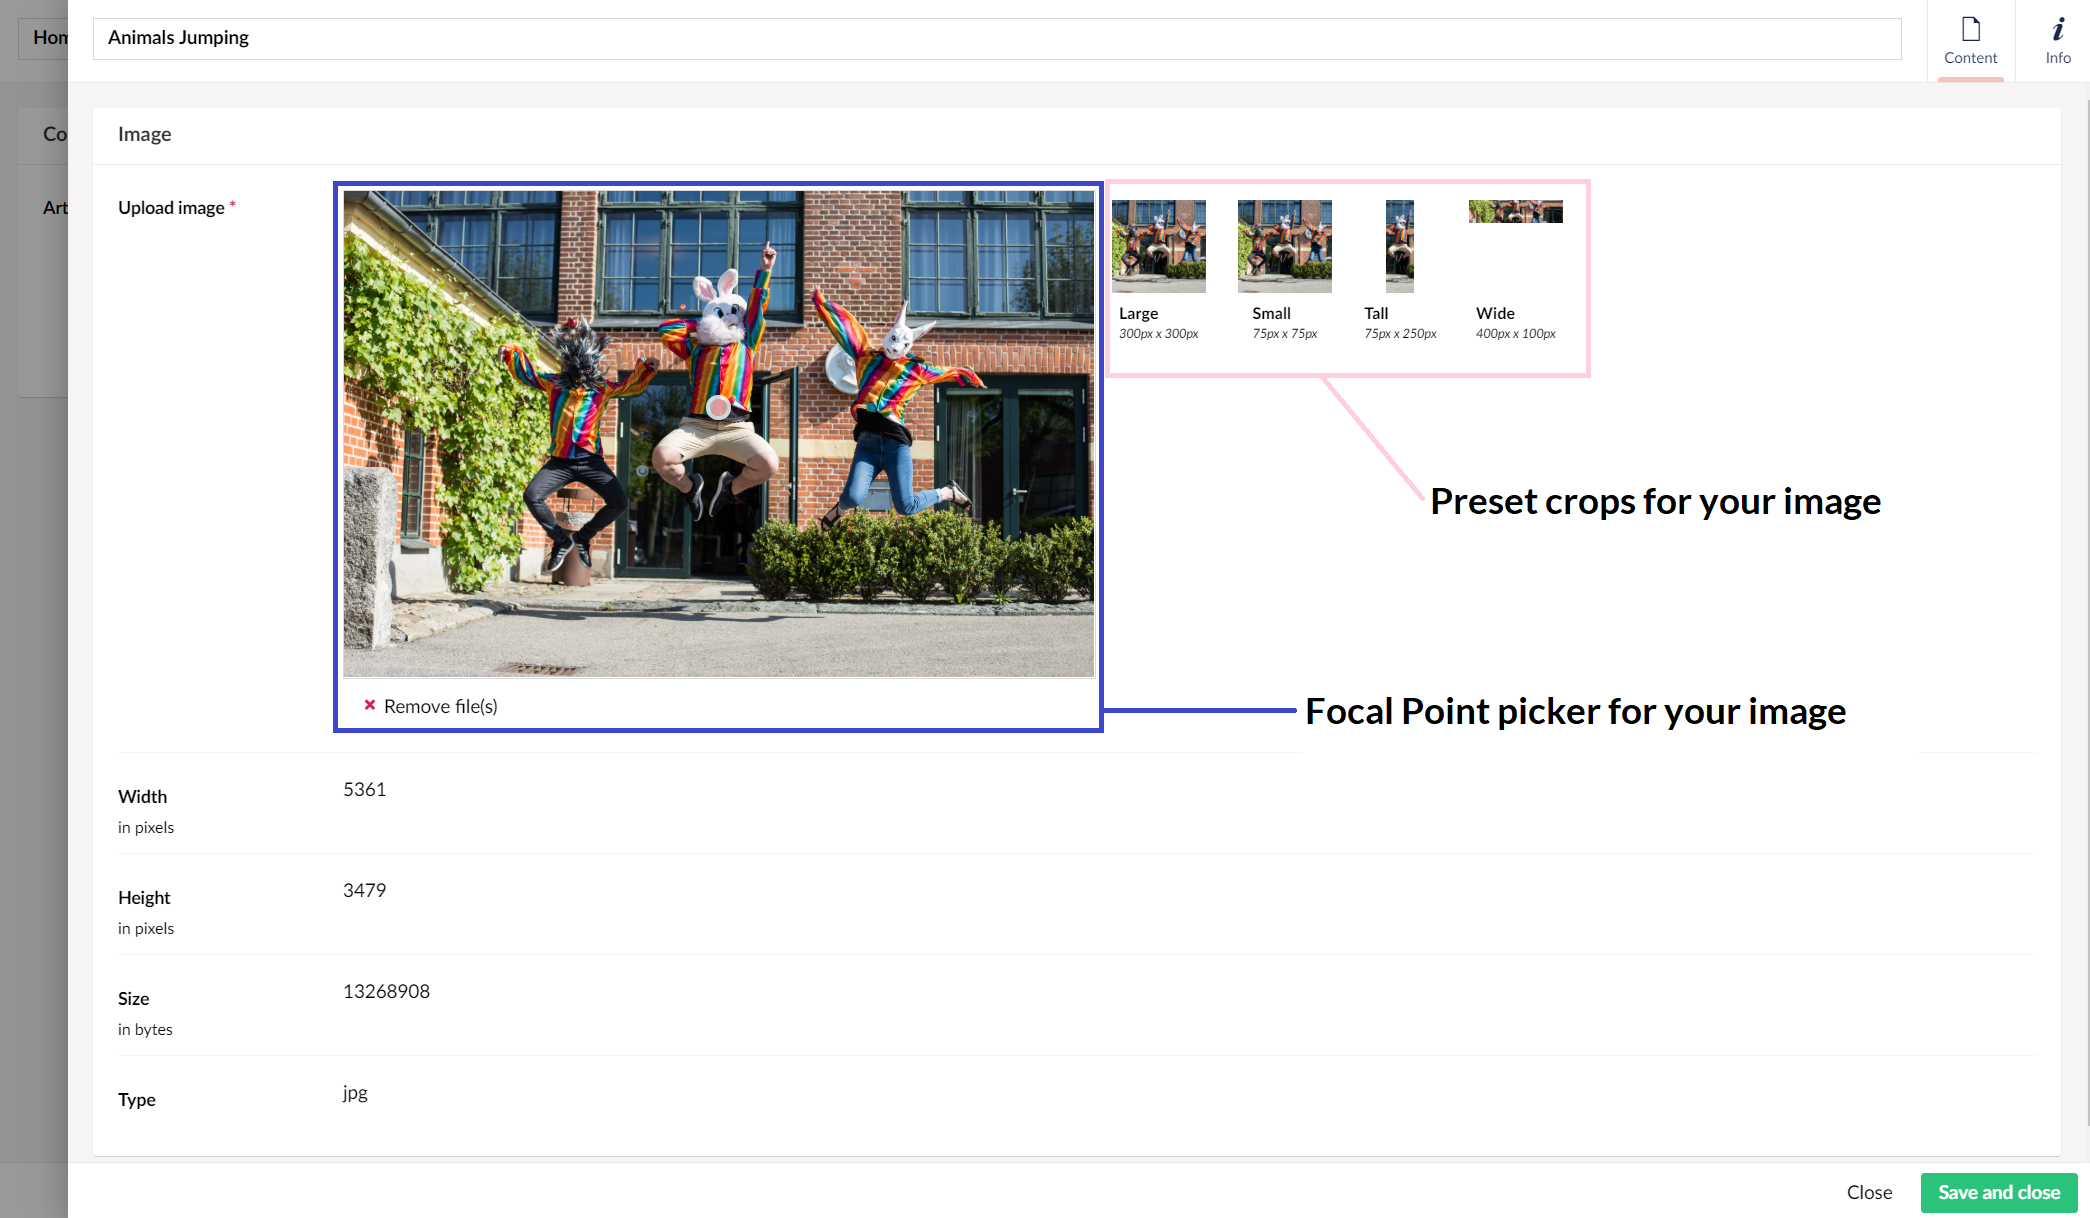 Hom
Animals Jumping
Content
Info
Co
Image
Art
Upload image *
Large
300px x 300px
Small
75px x 75px
Tall
75px x 250px
Wide
400px x 100px
Preset crops for your image
Remove file(s)
Focal Point picker for your image
Width
in pixels
5361
Height
in pixels
3479
Size
in bytes
13268908
Type
jpg
Close
Save and close